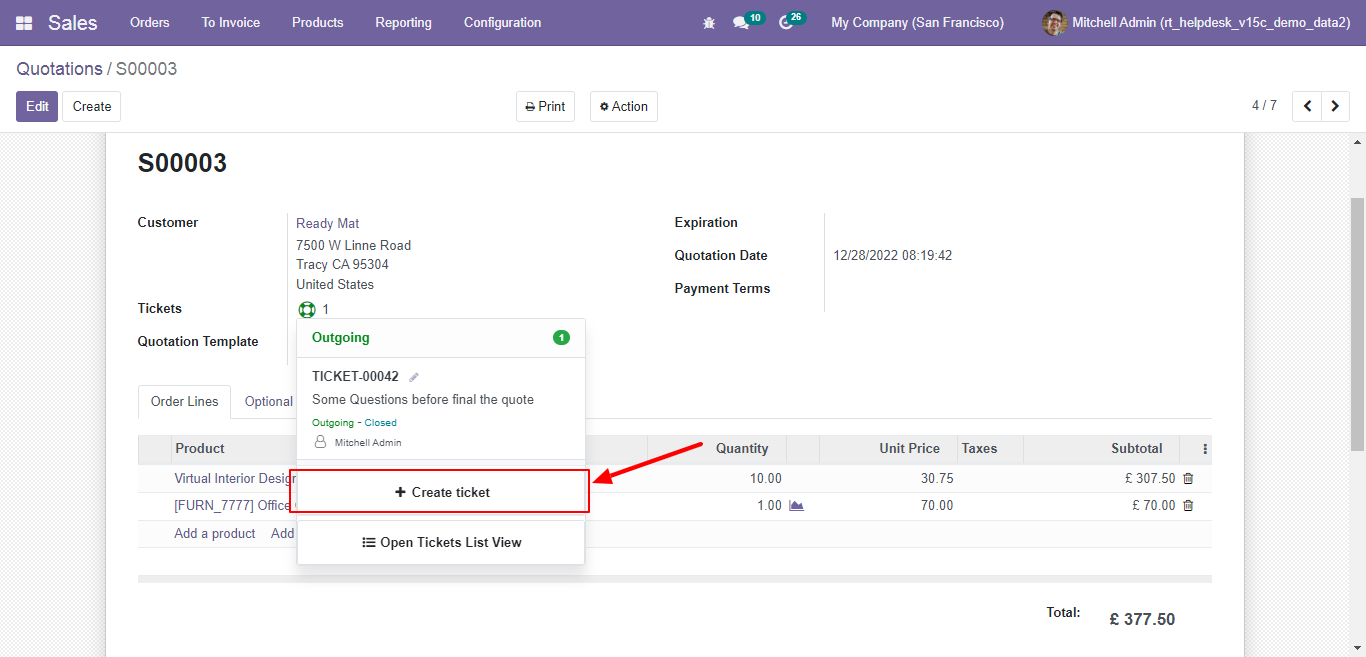 Sales Orders To Invoice Products Reporting Configuration 10 26 My Company (San Francisco) Mitchell Admin (rt_helpdesk_v15c_demo_data2)
Quotations / S00003
Edit Create Print Action 4 / 7
S00003
Customer Ready Mat Expiration
7500 W Linne Road
Quotation Date 12/28/2022 08:19:42
Tracy CA 95304
United States
Payment Terms
Tickets 1
Quotation Template
Outgoing 1
TICKET-00042
Some Questions before final the quote
Outgoing - Closed
Mitchell Admin
Create ticket
Open Tickets List View
Order Lines Optional
Product Quantity Unit Price Taxes Subtotal
Virtual Interior Design 10.00 30.75 £ 307.50
[FURN_7777] Office 1.00 70.00 £ 70.00
Add a product Add
Total: £ 377.50